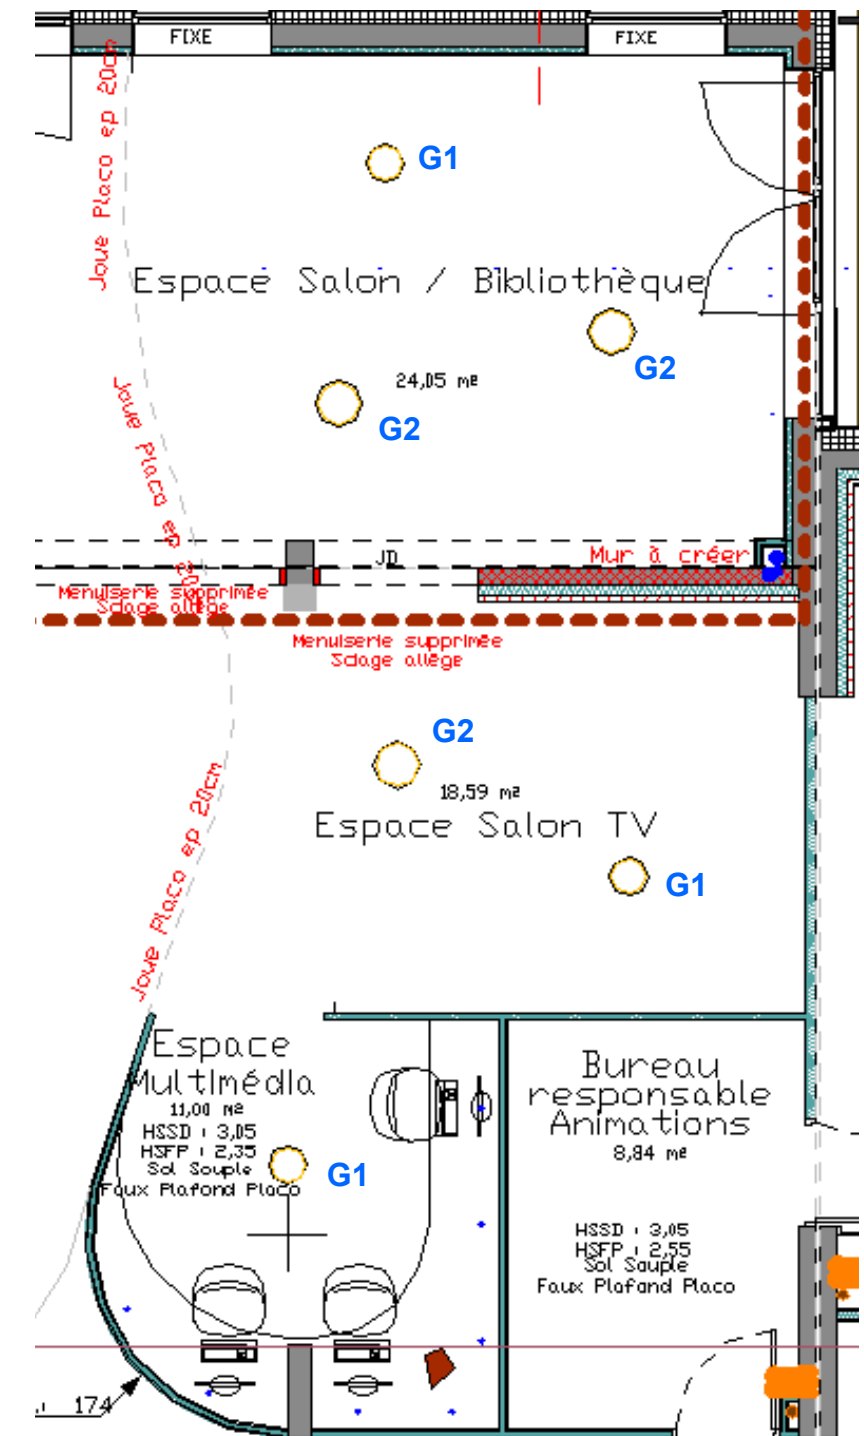 FIXE
FIXE
Joue Placo ep 20cm
G1
Espace Salon / Bibliothèque
G2
24,05 m²
G2
Joue Placo ep 20
JD
Mur à créer
Menuiserie supprimée
Sciage allège
Menuiserie supprimée
Sciage allège
G2
18,59 m²
Espace Salon TV
G1
Joue Placo ep 20cm
Espace
Multimédia
11,00 m²
HSSD : 3,05
HSFP : 2,35
Sol Souple
Faux Plafond Placo
G1
Bureau
responsable
Animations
8,84 m²
HSSD : 3,05
HSFP : 2,55
Sol Souple
Faux Plafond Placo
174